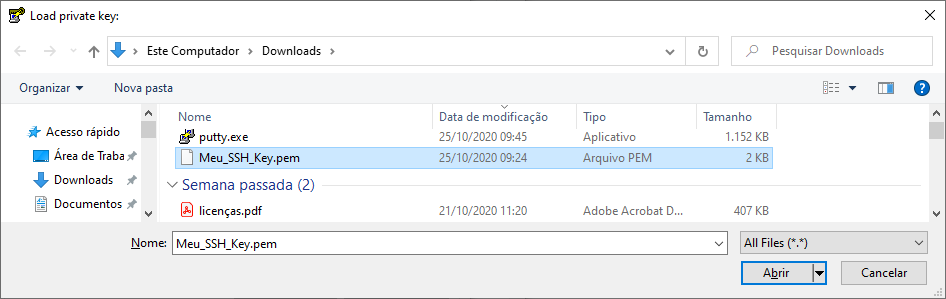 Load private key:
Este Computador Downloads
Pesquisar Downloads
Organizar Nova pasta
Nome Data de modificação Tipo Tamanho
Acesso rápido
Área de Traba
Downloads
Documentos
putty.exe 25/10/2020 09:45 Aplicativo 1.152 KB
Meu_SSH_Key.pem 25/10/2020 09:24 Arquivo PEM 2 KB
Semana passada (2)
licenças.pdf 21/10/2020 11:20 Adobe Acrobat D... 407 KB
Nome: Meu_SSH_Key.pem All Files (*.*)
Abrir Cancelar